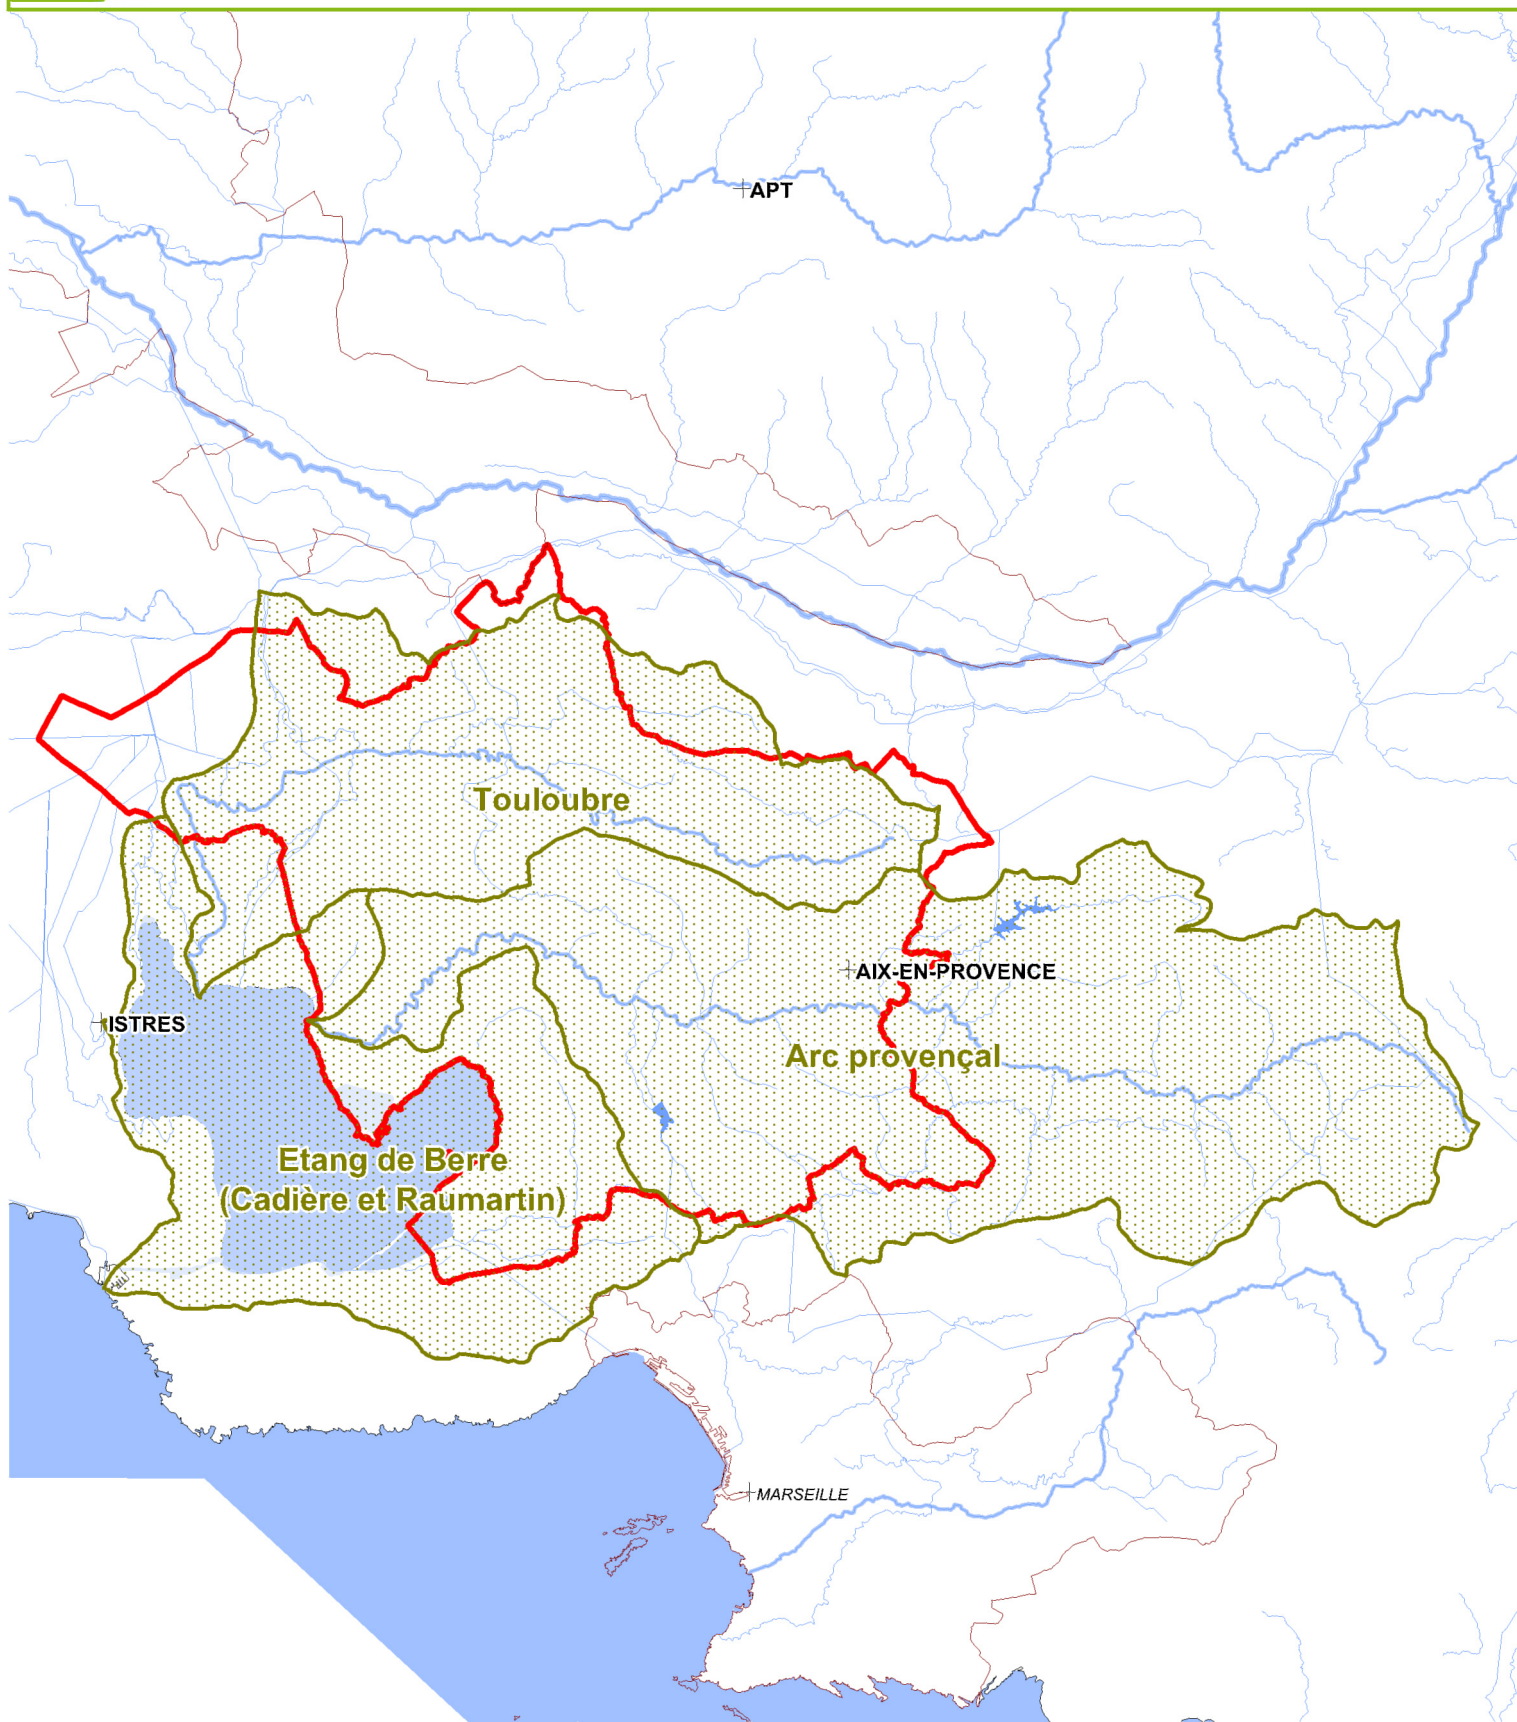 APT
Touloubre
AIX-EN-PROVENCE
ISTRES
Arc provençal
Etang de Berre
(Cadière et Raumartin)
MARSEILLE